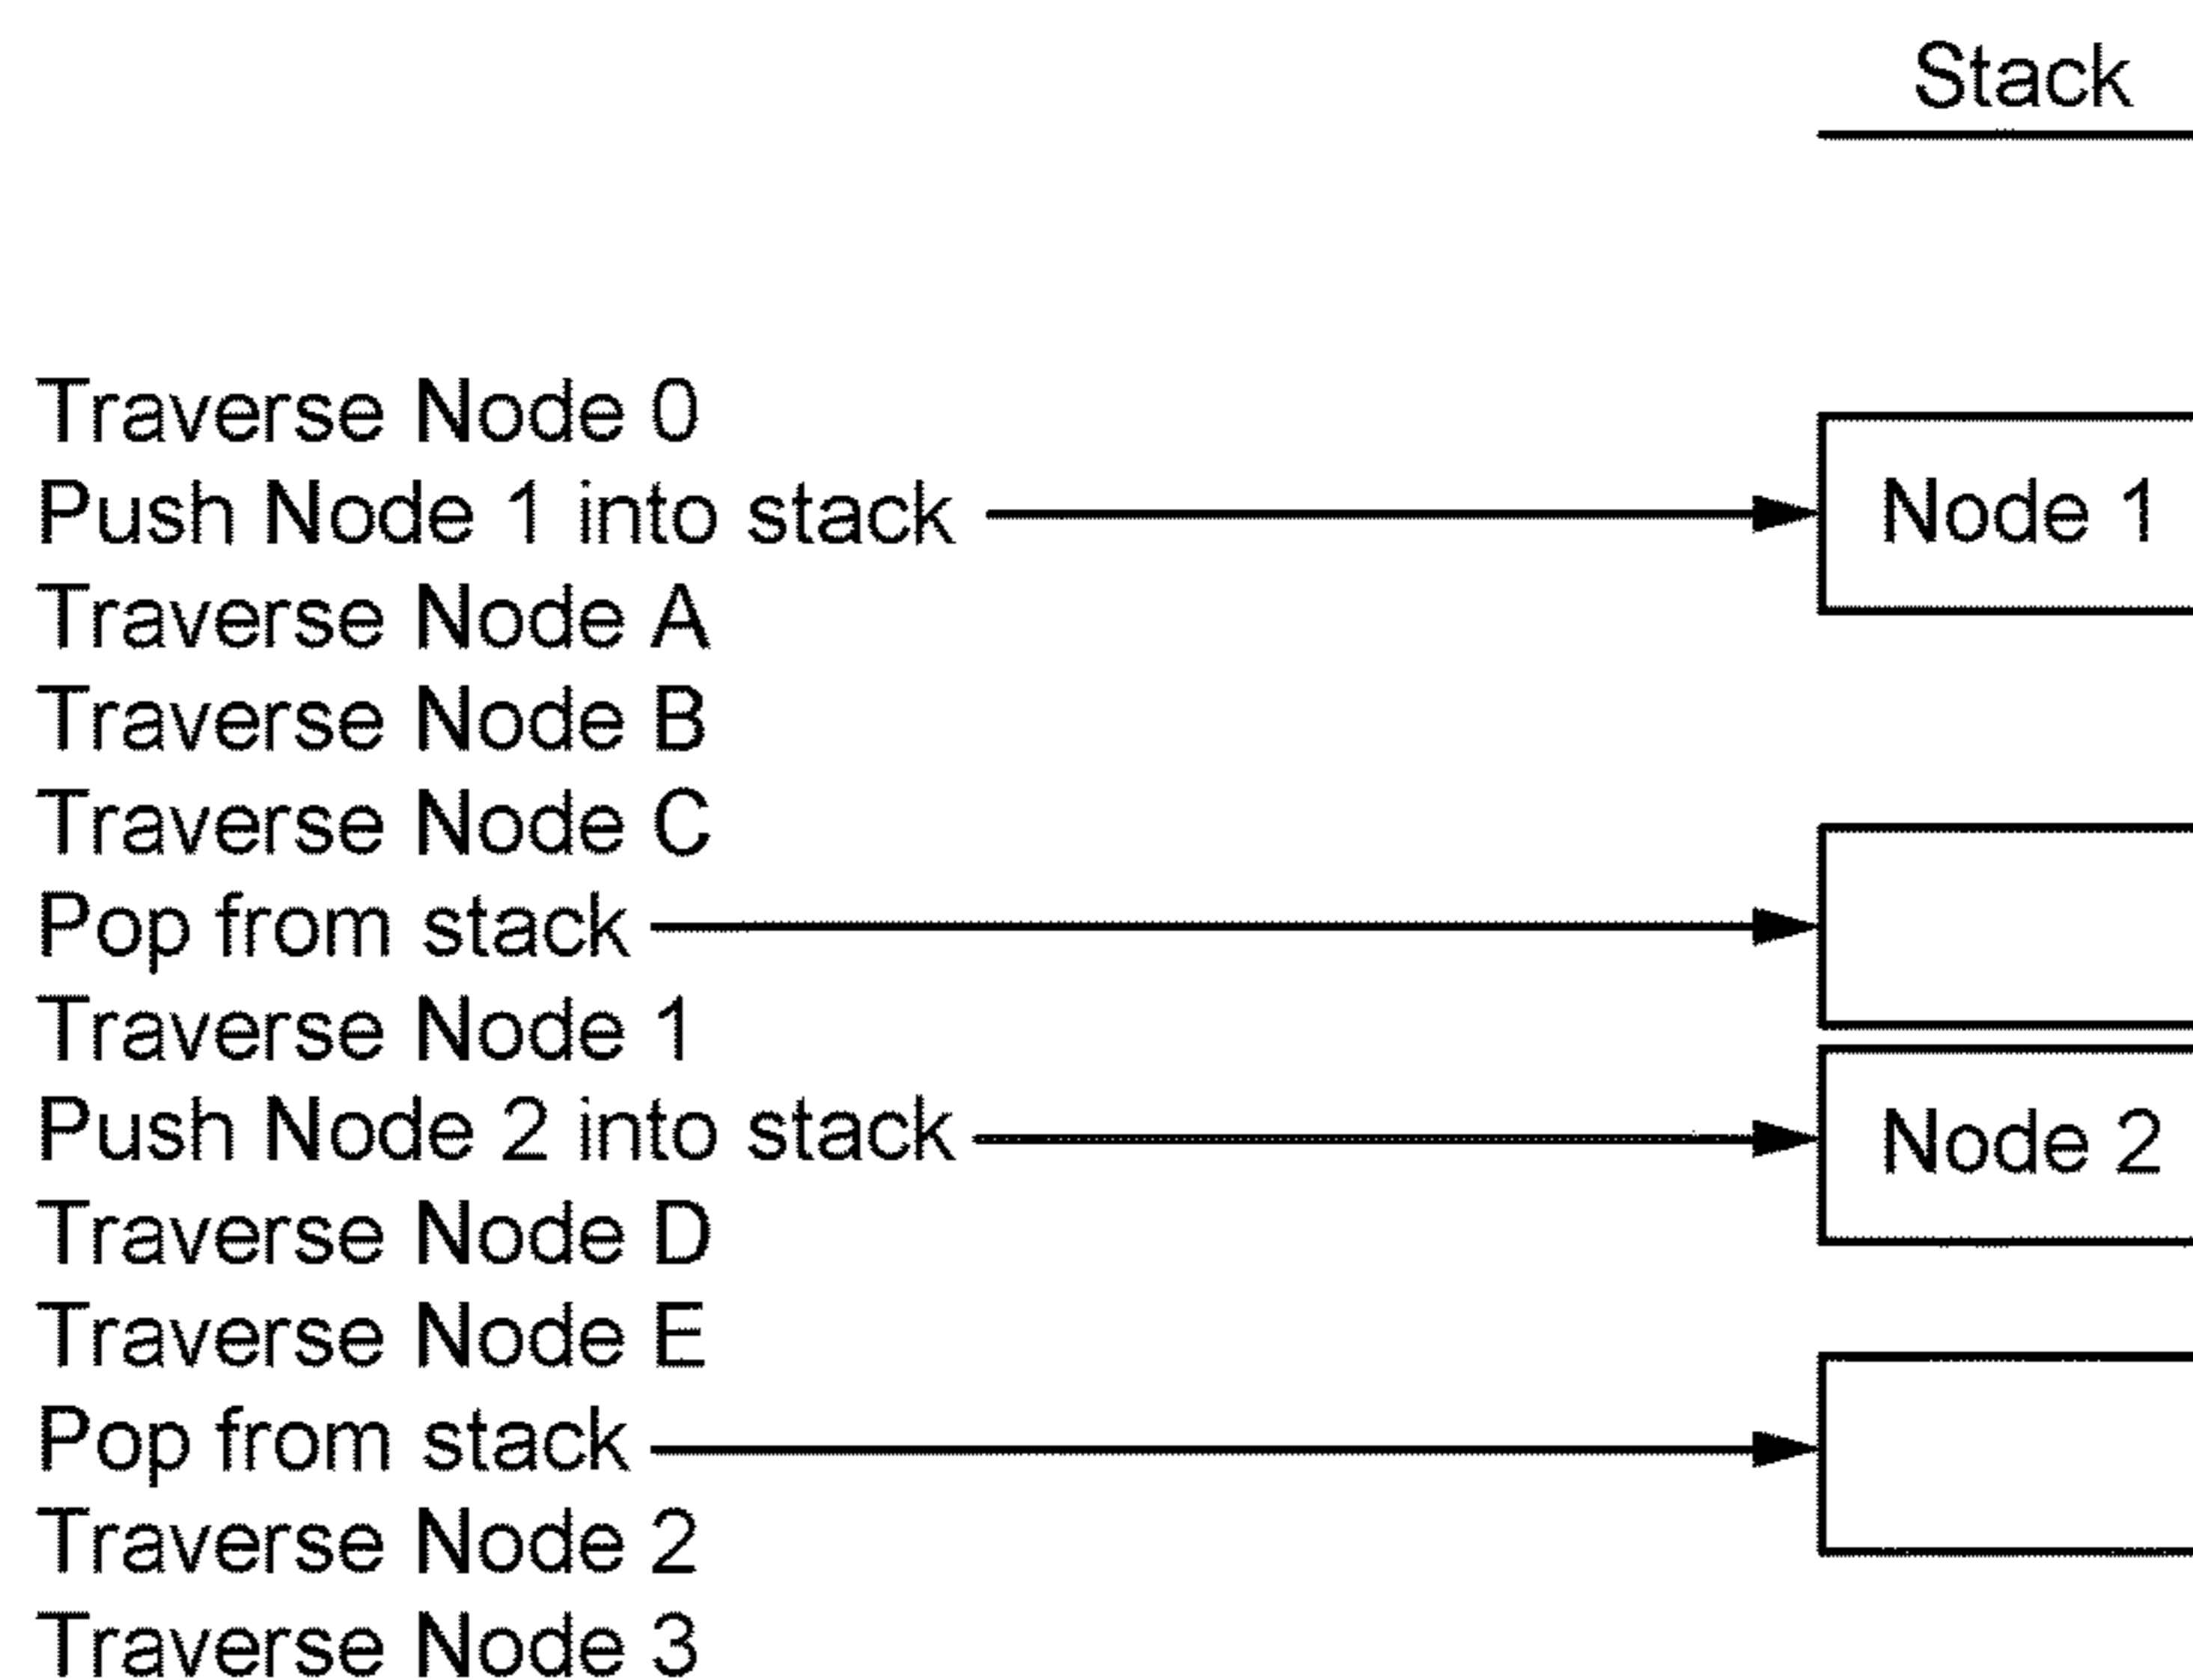 Stack
Traverse Node 0
Push Node 1 into stack
Node 1
Traverse Node A
Traverse Node B
Traverse Node C
Pop from stack
Traverse Node 1
Push Node 2 into stack
Node 2
Traverse Node D
Traverse Node E
Pop from stack
Traverse Node 2
Traverse Node 3